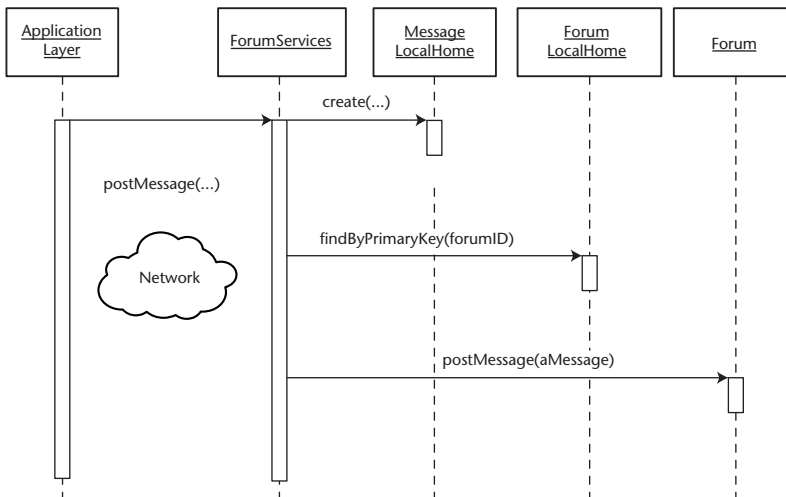 Application
Layer
ForumServices
Message
LocalHome
Forum
LocalHome
Forum
create(...)
postMessage(...)
findByPrimaryKey(forumID)
Network
postMessage(aMessage)